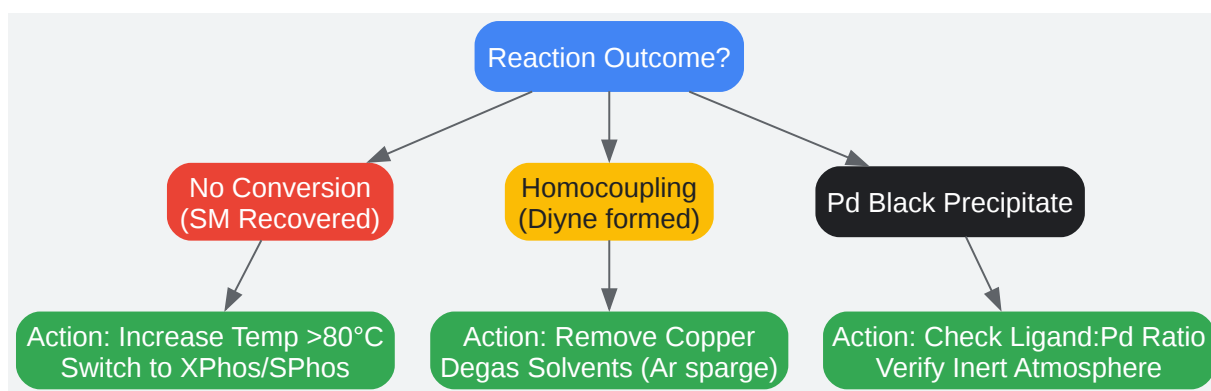 Reaction Outcome?
No Conversion
(SM Recovered)
Homocoupling
(Diyne formed)
Pd Black Precipitate
Action: Increase Temp >80°C
Switch to XPhos/SPhos
Action: Remove Copper
Degas Solvents (Ar sparge)
Action: Check Ligand:Pd Ratio
Verify Inert Atmosphere